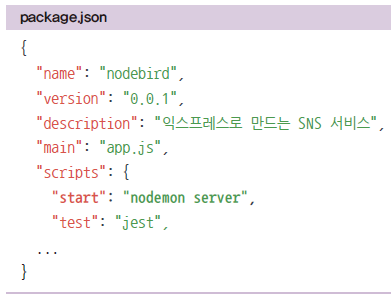 package.json
{
"name": "nodebird",
"version": "0.0.1",
"description": "익스프레스로 만드는 SNS 서비스",
"main": "app.js",
"scripts": {
"start": "nodemon server",
"test": "jest",
...
}